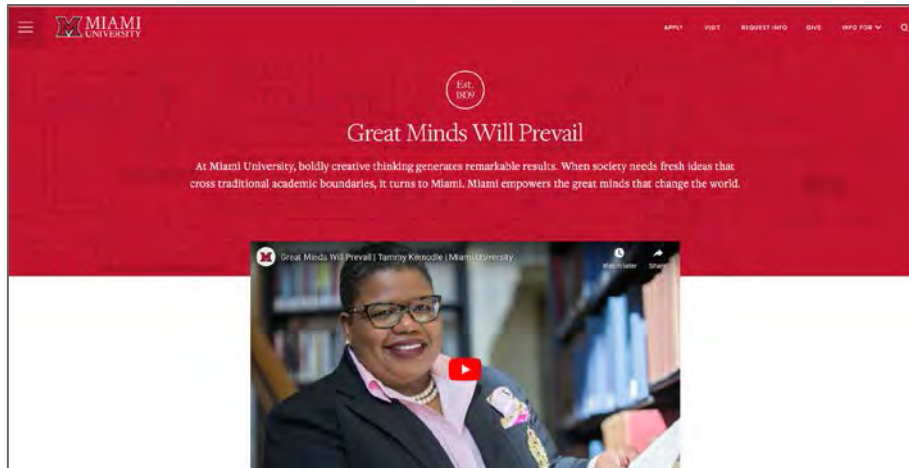 MIAMI
UNIVERSITY
APPLY VISIT REQUEST INFO GIVE INFO FOR
Est.
1809
Great Minds Will Prevail
At Miami University, boldly creative thinking generates remarkable results. When society needs fresh ideas that
cross traditional academic boundaries, it turns to Miami. Miami empowers the great minds that change the world.
Great Minds Will Prevail | Tammy Kernodle | Miami University
Watch later Share